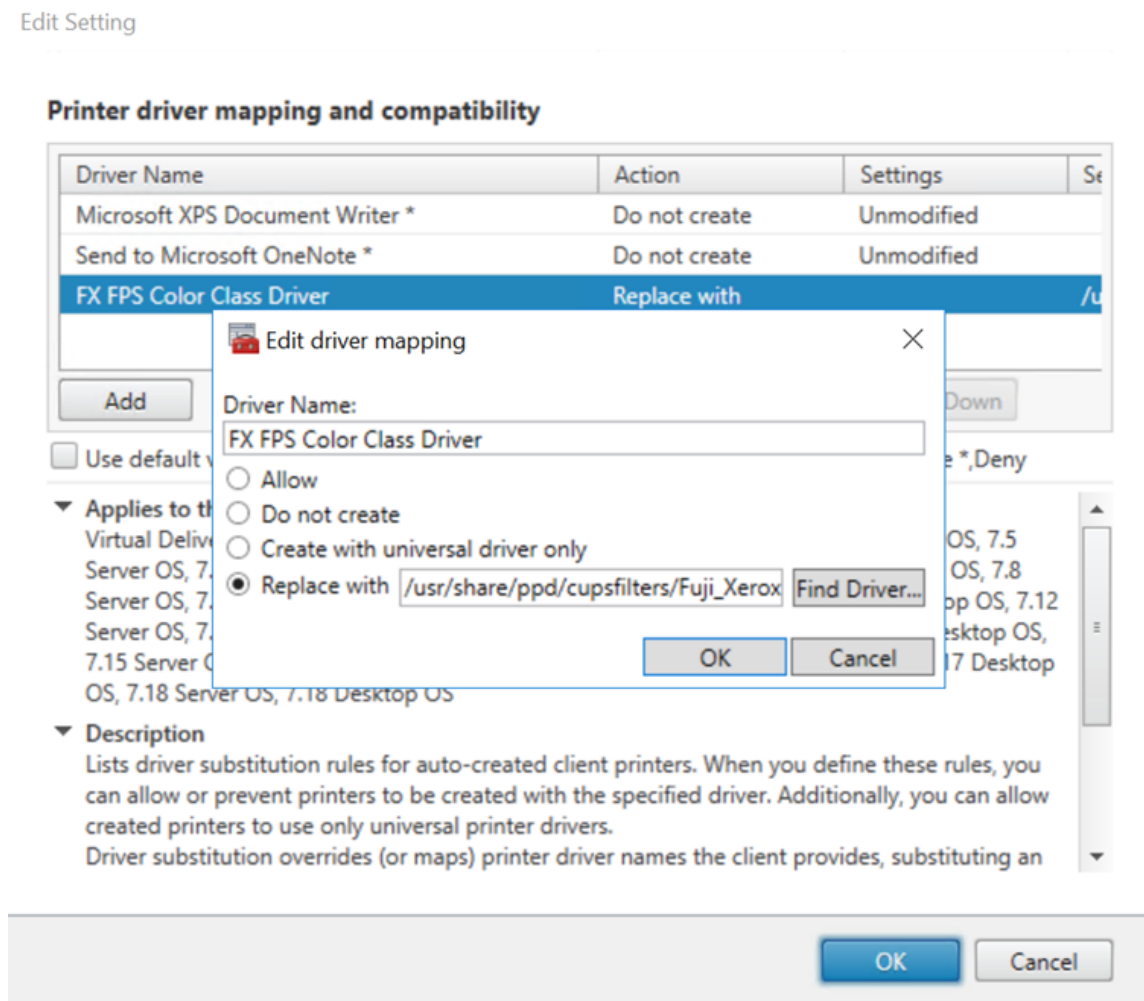 Edit Setting
Printer driver mapping and compatibility
Driver Name Action Settings Se
Microsoft XPS Document Writer * Do not create Unmodified
Send to Microsoft OneNote * Do not create Unmodified
FX FPS Color Class Driver Replace with /u
Edit driver mapping
Add Down
Driver Name:
FX FPS Color Class Driver
Use default v e *,Deny
Allow
Applies to th
Do not create
Virtual Delive OS, 7.5
Create with universal driver only
Server OS, 7. OS, 7.8
Replace with /usr/share/ppd/cupsfilters/Fuji_Xerox Find Driver...
Server OS, 7. op OS, 7.12
Server OS, 7. esktop OS,
OK Cancel
7.15 Server O 17 Desktop
OS, 7.18 Server OS, 7.18 Desktop OS
Description
Lists driver substitution rules for auto-created client printers. When you define these rules, you
can allow or prevent printers to be created with the specified driver. Additionally, you can allow
created printers to use only universal printer drivers.
Driver substitution overrides (or maps) printer driver names the client provides, substituting an
OK Cancel